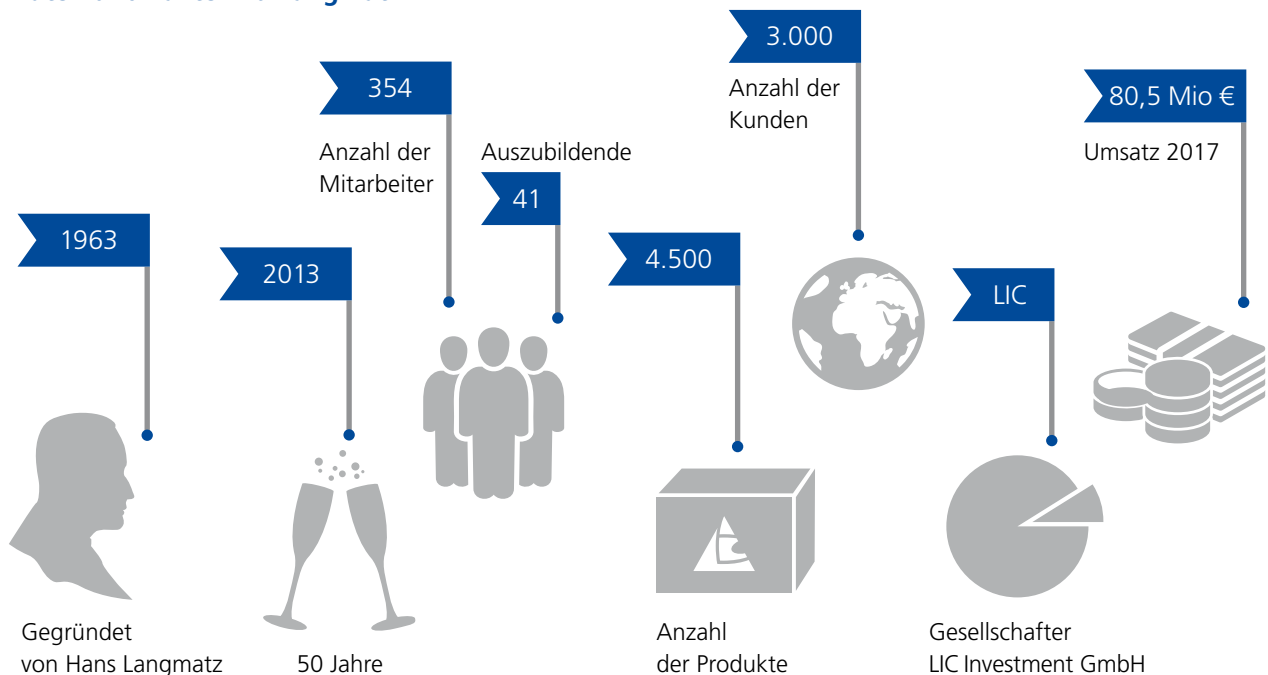 1963
Gegründet
von Hans Langmatz
2013
50 Jahre
354
Anzahl der
Mitarbeiter
Auszubildende
41
4.500
Anzahl
der Produkte
3.000
Anzahl der
Kunden
LIC
Gesellschafter
LIC Investment GmbH
80,5 Mio €
Umsatz 2017